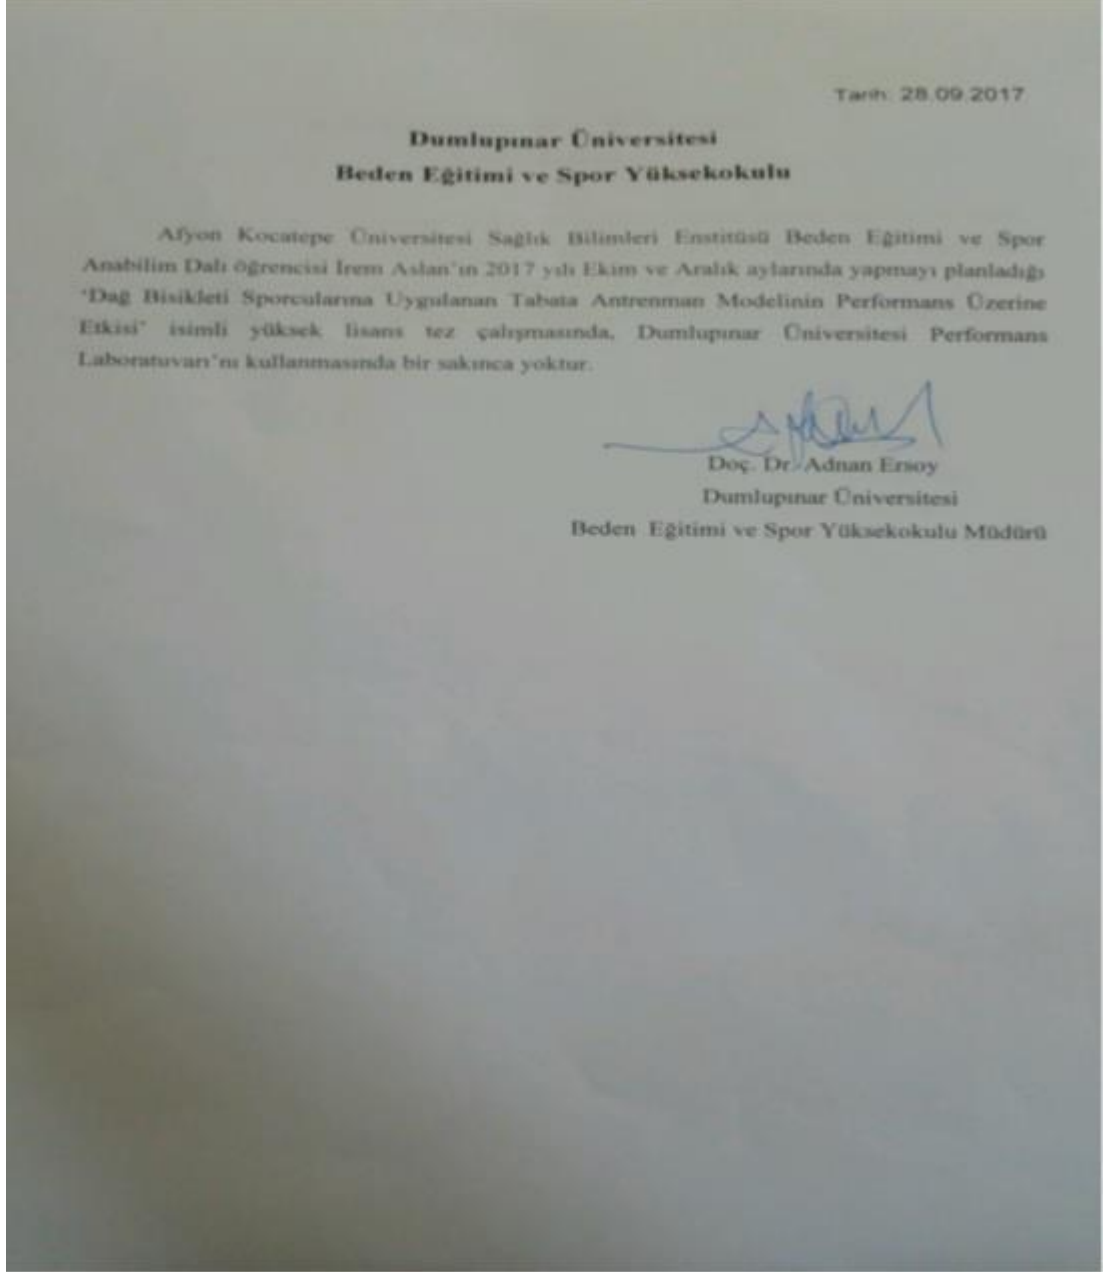 Tarih: 28.09.2017
Dumlupınar Üniversitesi
Beden Eğitimi ve Spor Yüksekokulu
Afyon Kocatepe Üniversitesi Sağlık Bilimleri Enstitüsü Beden Eğitimi ve Spor
Anabilim Dalı öğrencisi İrem Aslan'ın 2017 yılı Ekim ve Aralık aylarında yapmayı planladığı
'Dağ Bisikleti Sporcularına Uygulanan Tabata Antrenman Modelinin Performans Üzerine
Etkisi' isimli yüksek lisans tez çalışmasında, Dumlupınar Üniversitesi Performans
Laboratuvarı'nı kullanmasında bir sakınca yoktur.
Doç. Dr. Adnan Ersoy
Dumlupınar Üniversitesi
Beden Eğitimi ve Spor Yüksekokulu Müdürü